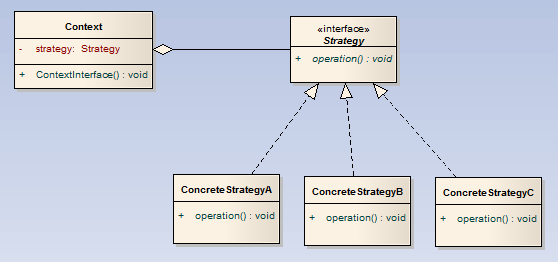 Context
- strategy: Strategy
+ ContextInterface() : void
«interface»
Strategy
+ operation() : void
ConcreteStrategyA
+ operation() : void
ConcreteStrategyB
+ operation() : void
ConcreteStrategyC
+ operation() : void